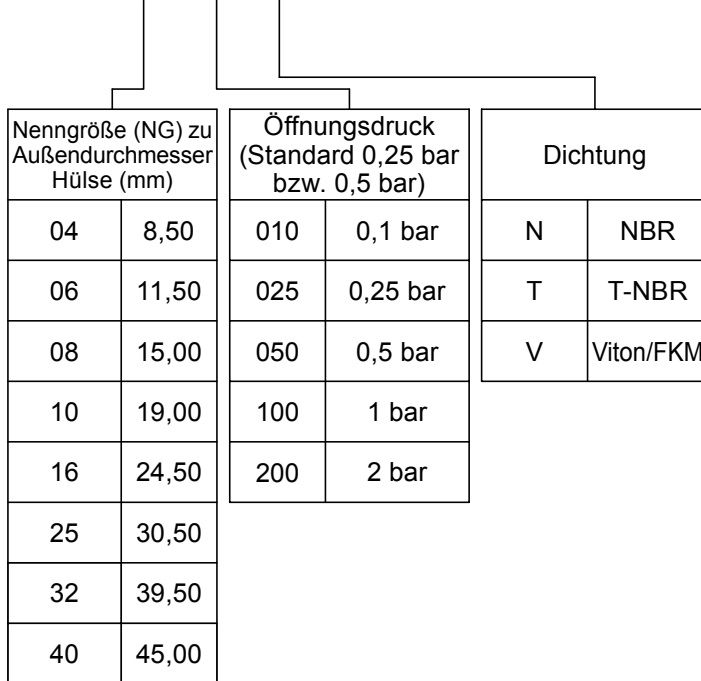 Nenngröße (NG) zu
Außendurchmesser
Hülse (mm)
04 8,50
06 11,50
08 15,00
10 19,00
16 24,50
25 30,50
32 39,50
40 45,00
Öffnungsdruck
(Standard 0,25 bar
bzw. 0,5 bar)
010 0,1 bar
025 0,25 bar
050 0,5 bar
100 1 bar
200 2 bar
Dichtung
N NBR
T T-NBR
V Viton/FKM